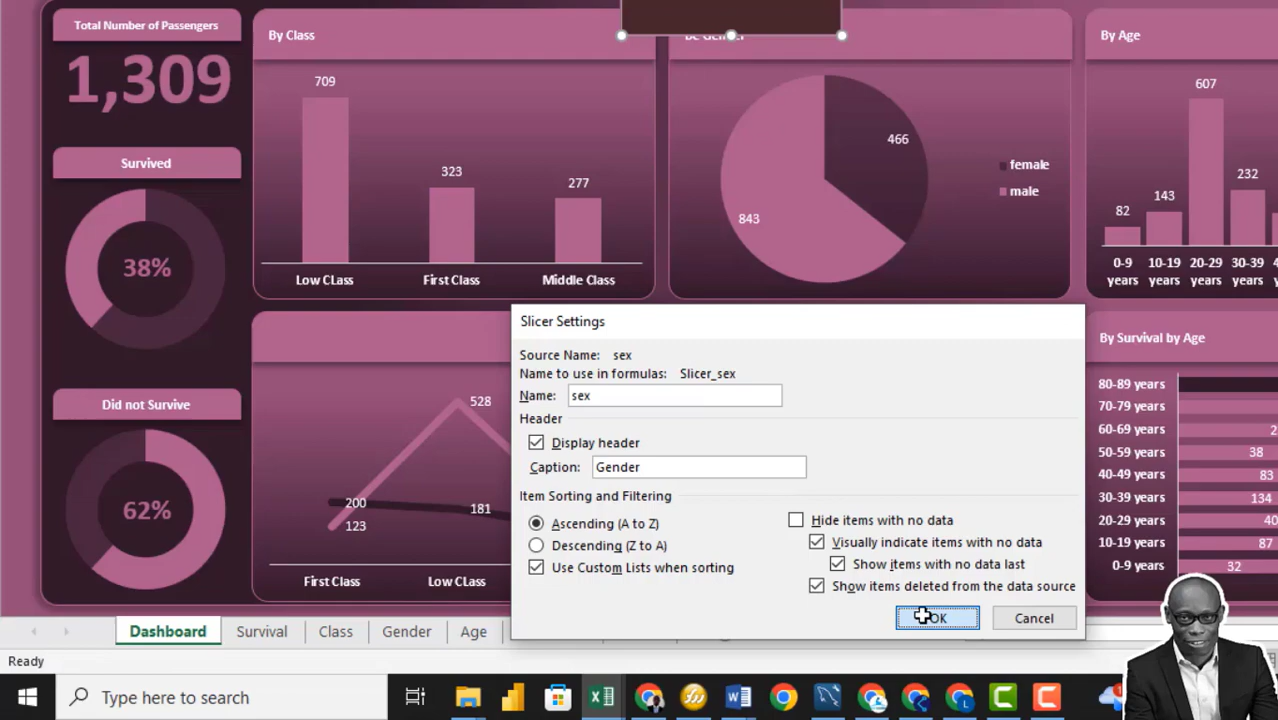 Total Number of Passengers
1,309
Survived
38%
Did not Survive
62%
By Class
709
323
277
Low CLass
First Class
Middle Class
466
843
female
male
By Age
607
232
143
82
0-9 years
10-19 years
20-29 years
30-39 years
528
200
181
123
First Class
Low CLass
By Survival by Age
80-89 years
70-79 years
60-69 years
2
50-59 years
38
40-49 years
83
30-39 years
134
20-29 years
40
10-19 years
87
0-9 years
32
Slicer Settings
Source Name: sex
Name to use in formulas: Slicer_sex
Name: sex
Header
Display header
Caption: Gender
Item Sorting and Filtering
Ascending (A to Z)
Descending (Z to A)
Use Custom Lists when sorting
Hide items with no data
Visually indicate items with no data
Show items with no data last
Show items deleted from the data source
OK
Cancel
Dashboard
Survival
Class
Gender
Age
Ready
Type here to search